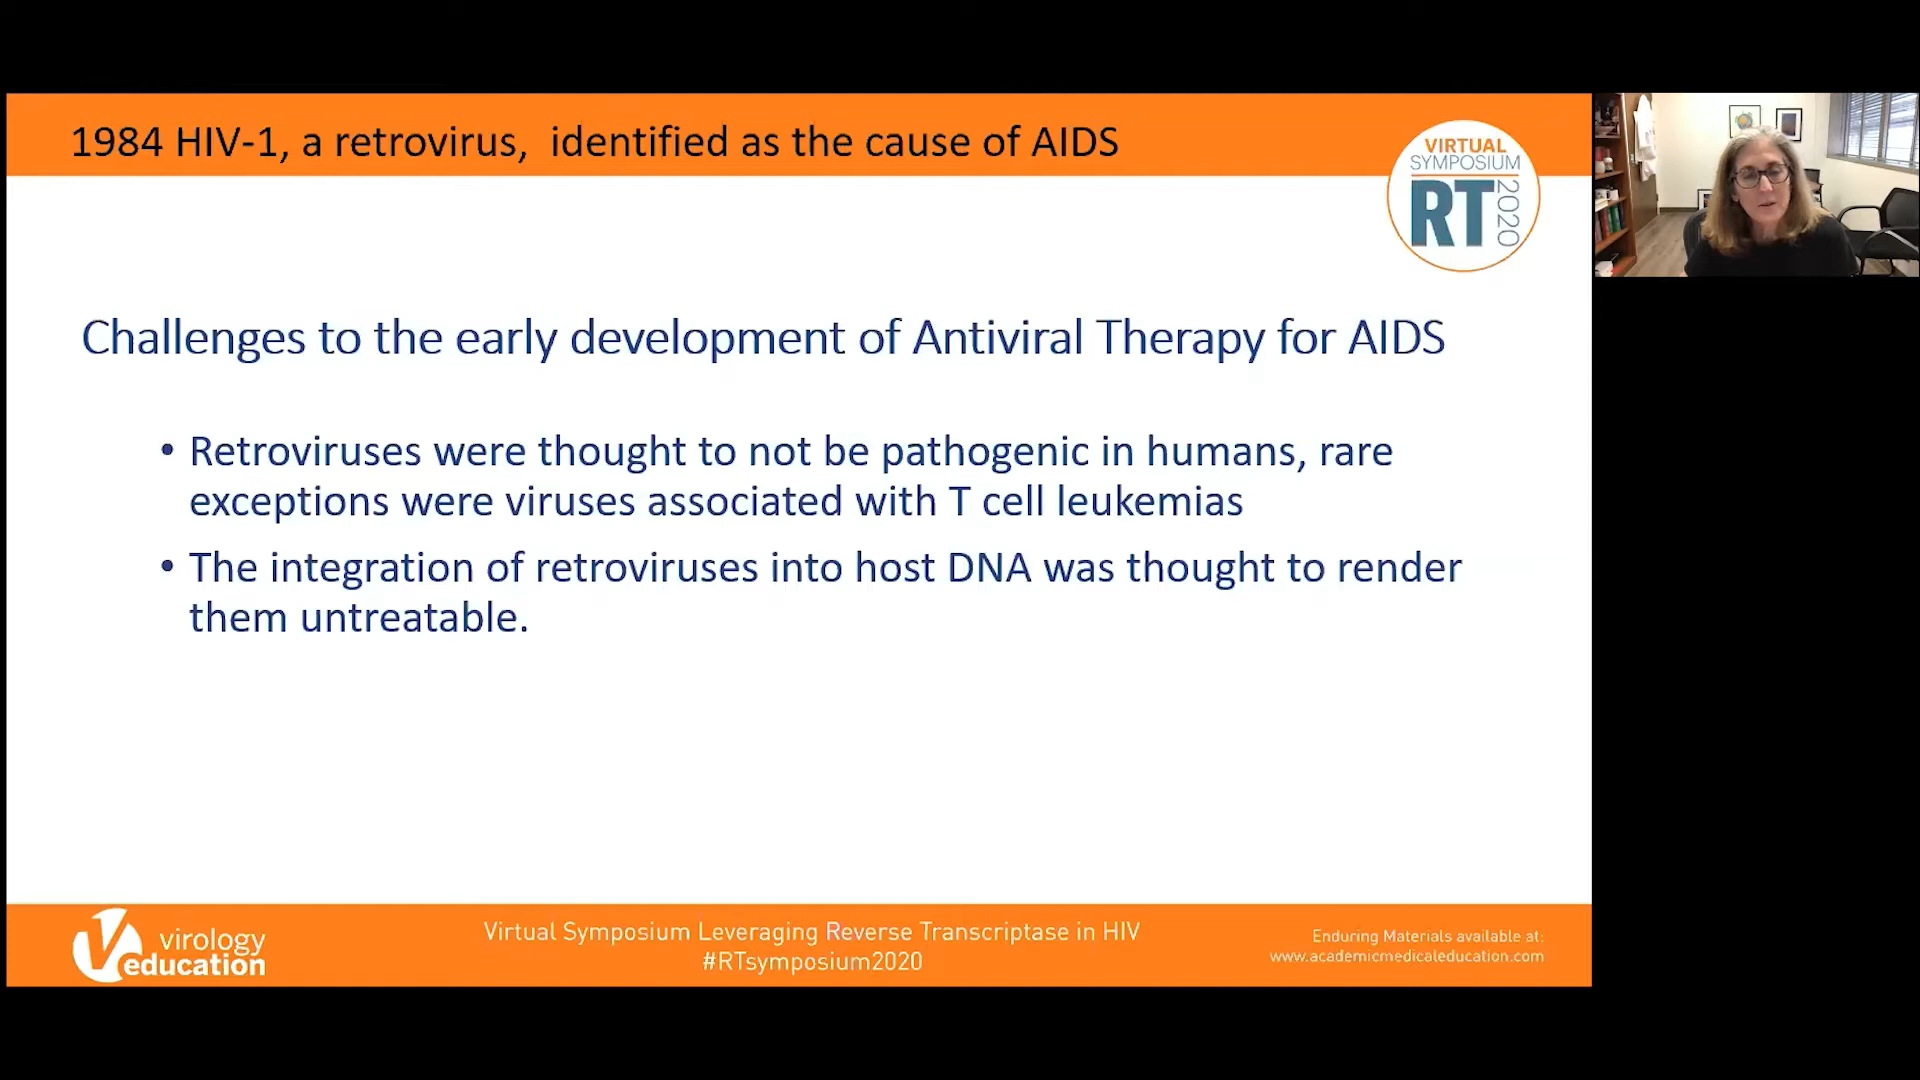 1984 HIV-1, a retrovirus, identified as the cause of AIDS
VIRTUAL
SYMPOSIUM
RT
2020
Challenges to the early development of Antiviral Therapy for AIDS
• Retroviruses were thought to not be pathogenic in humans, rare
exceptions were viruses associated with T cell leukemias
• The integration of retroviruses into host DNA was thought to render
them untreatable.
virology
education
Virtual Symposium Leveraging Reverse Transcriptase in HIV
#RTsymposium2020
Enduring Materials available at:
www.academicmedicaleducation.com